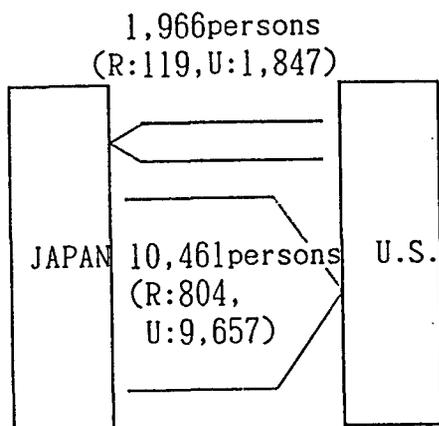 1,966persons
(R:119,U:1,847)
JAPAN
10,461persons
(R:804,
U:9,657)
U.S.